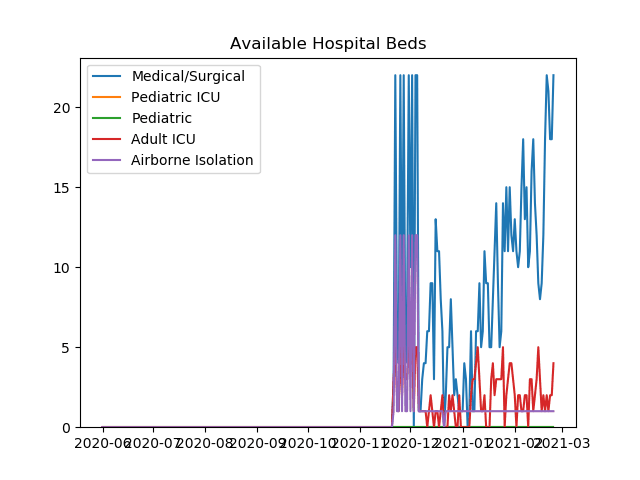 Available Hospital Beds
Medical/Surgical
Pediatric ICU
Pediatric
Adult ICU
Airborne Isolation
20
15
10
5
0
2020-06 2020-07 2020-08 2020-09 2020-10 2020-11 2020-12 2021-01 2021-02 2021-03